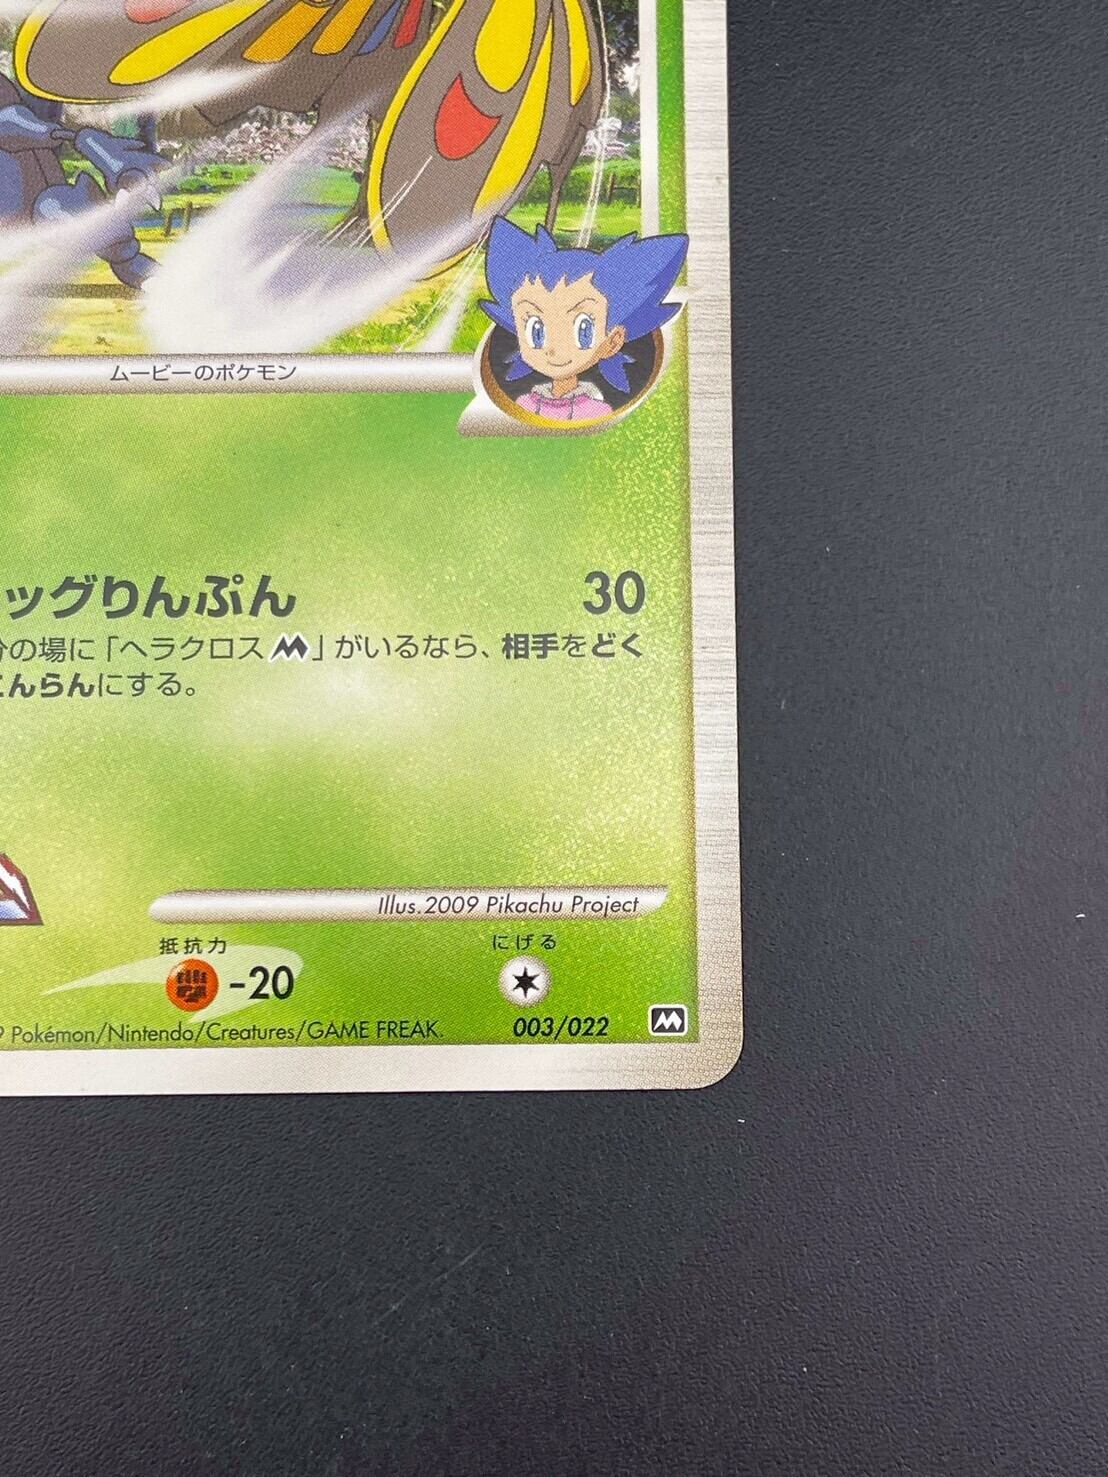 ムービーのポケモン
ッグりんぷん 30
分の場に「ヘラクロスM」がいるなら、相手をどく
こんらんにする。
Illus.2009 Pikachu Project
抵抗力 にげる
-20
9 Pokémon/Nintendo/Creatures/GAME FREAK. 003/022 M